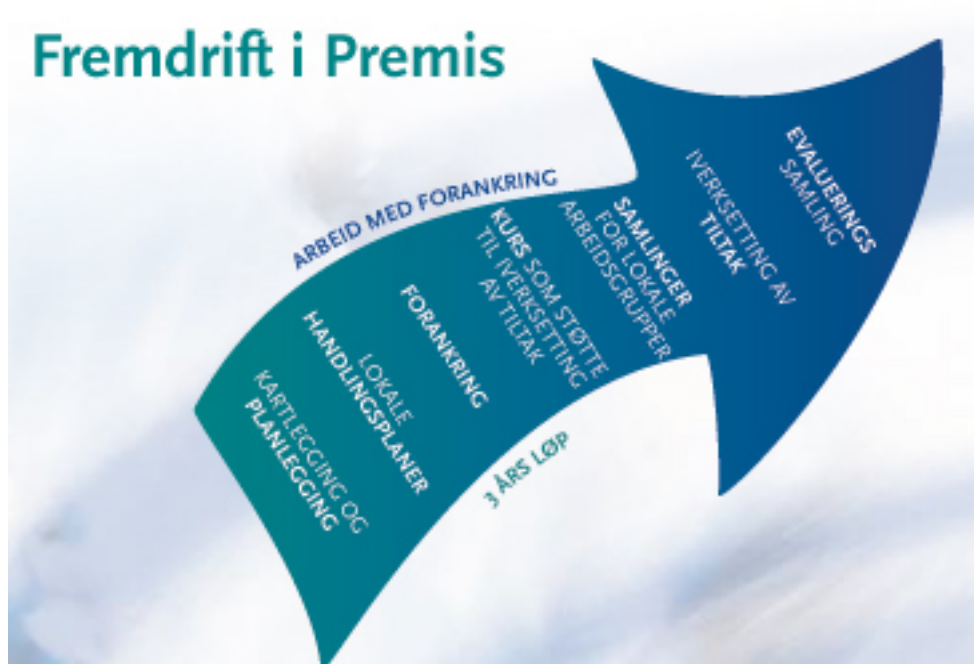 Fremdrift i Premis
ARBEID MED FORANKRING
KARTLEGGING OG
PLANLEGGING
LOKALE
HANDLINGSPLANER
FORANKRING
KURS SOM STØTTE
TIL IVERKSETTING
AV TILTAK
SAMLINGER
FOR LOKALE
ARBEIDSGRUPPER
IVERKSETTING AV
TILTAK
EVALUERINGS
SAMLING
3 ÅRS LØP